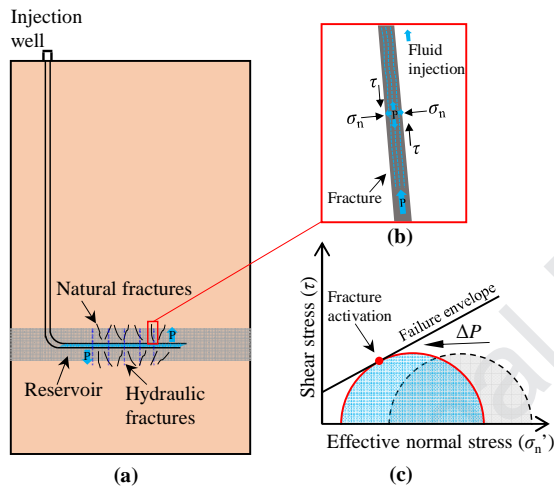 Injection
well
Natural fractures
P
P
Reservoir
Hydraulic
fractures
(a)
Fluid
injection
τ
σn
P
σn
τ
Fracture
P
(b)
Shear stress (τ)
Fracture
activation
Failure envelope
ΔP
Effective normal stress (σn’)
(c)